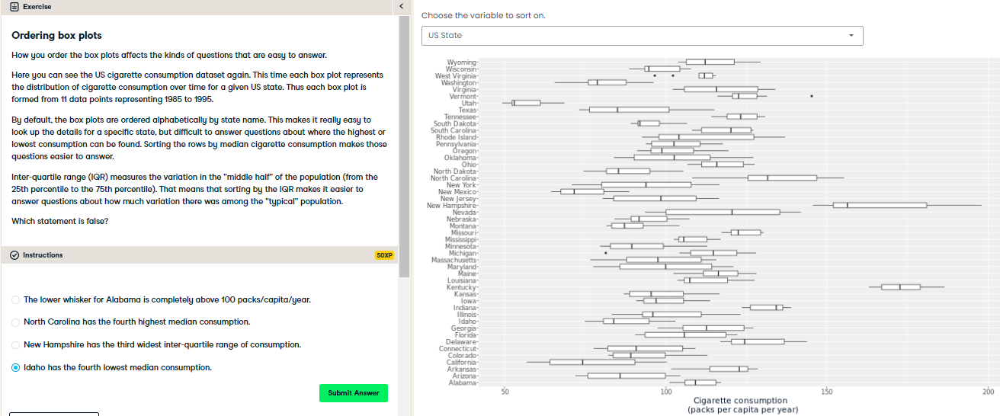 Exercise
Ordering box plots
How you order the box plots affects the kinds of questions that are easy to answer.
Here you can see the US cigarette consumption dataset again. This time each box plot represents
the distribution of cigarette consumption over time for a given US state. Thus each box plot is
formed from 11 data points representing 1985 to 1995.
By default, the box plots are ordered alphabetically by state name. This makes it really easy to
look up the details for a specific state, but difficult to answer questions about where the highest or
lowest consumption can be found. Sorting the rows by median cigarette consumption makes those
questions easier to answer.
Inter-quartile range (IQR) measures the variation in the "middle half" of the population (from the
25th percentile to the 75th percentile). That means that sorting by the IQR makes it easier to
answer questions about how much variation there was among the "typical" population.
Which statement is false?
Instructions
50XP
The lower whisker for Alabama is completely above 100 packs/capita/year.
North Carolina has the fourth highest median consumption.
New Hampshire has the third widest inter-quartile range of consumption.
Idaho has the fourth lowest median consumption.
Submit Answer
Choose the variable to sort on.
US State
Wyoming
Wisconsin
West Virginia
Washington
Virginia
Vermont
Utah
Texas
Tennessee
South Dakota
South Carolina
Rhode Island
Pennsylvania
Oregon
Oklahoma
Ohio
North Dakota
North Carolina
New York
New Mexico
New Jersey
New Hampshire
Nevada
Nebraska
Montana
Missouri
Mississippi
Minnesota
Michigan
Massachusetts
Maryland
Maine
Louisiana
Kentucky
Kansas
Iowa
Indiana
Illinois
Idaho
Georgia
Florida
Delaware
Connecticut
Colorado
California
Arkansas
Arizona
Alabama
50 100 150 200
Cigarette consumption
(packs per capita per year)